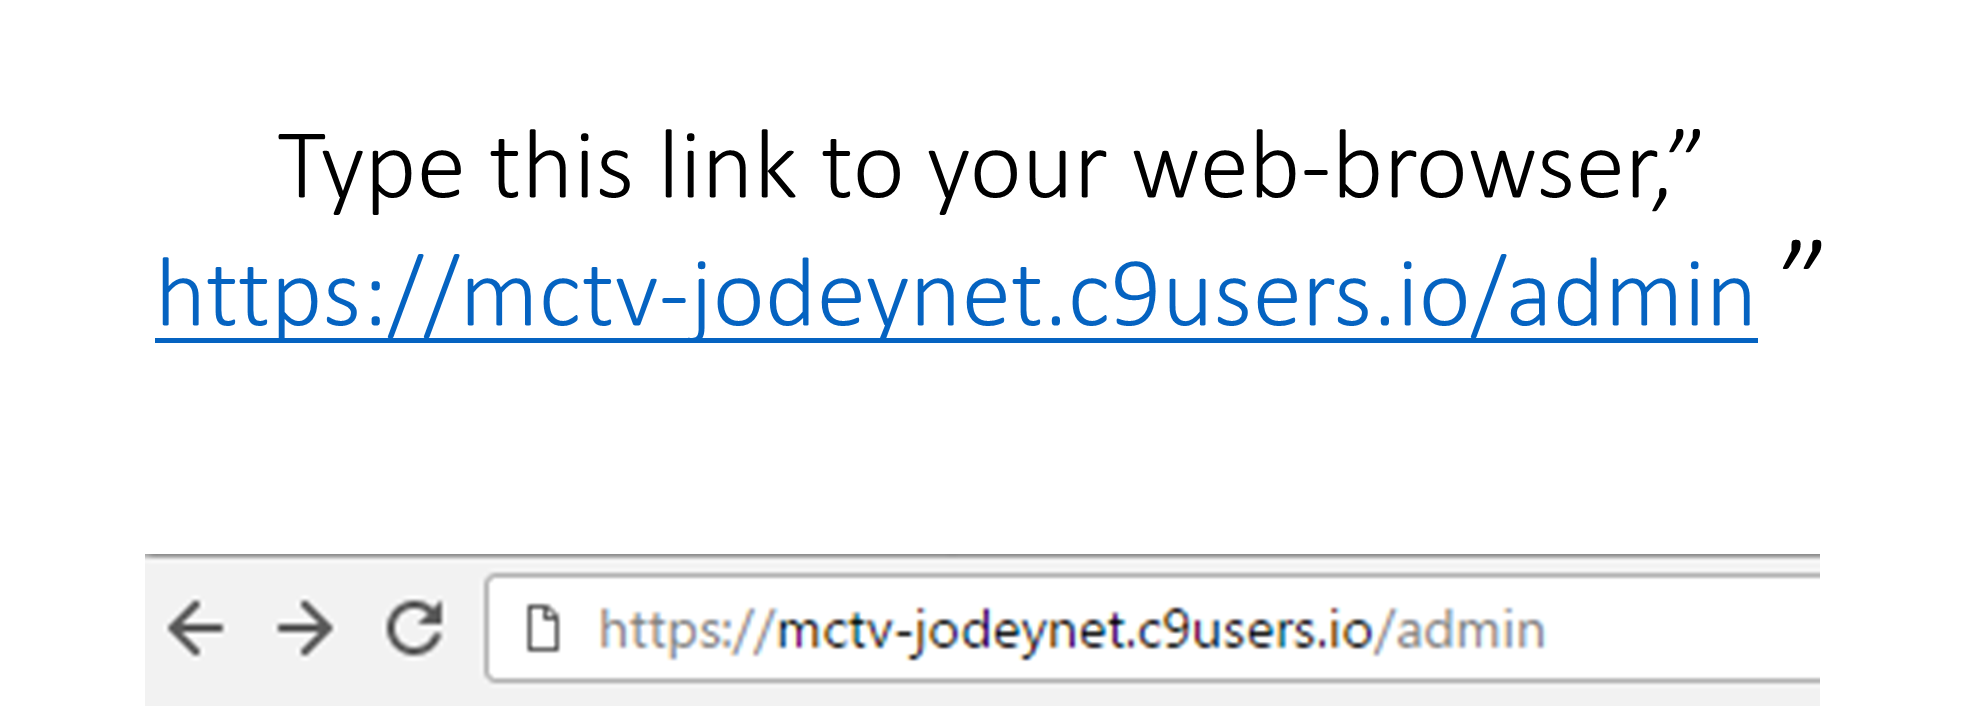 Type this link to your web-browser,”
https://mctv-jodeynet.c9users.io/admin ”
https://mctv-jodeynet.c9users.io/admin